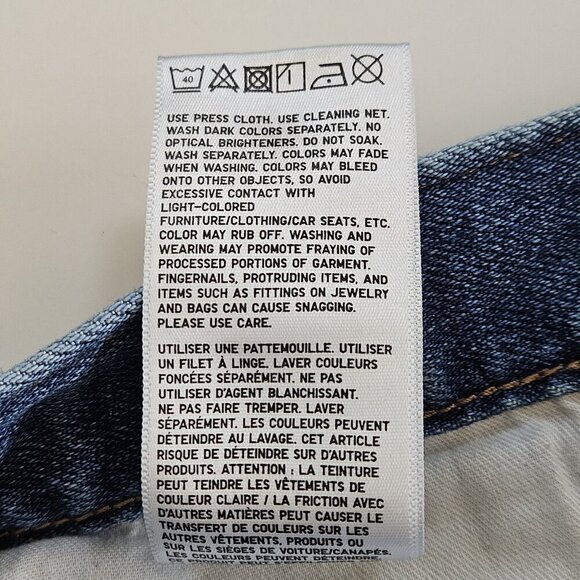 40
USE PRESS CLOTH. USE CLEANING NET.
WASH DARK COLORS SEPARATELY. NO
OPTICAL BRIGHTENERS. DO NOT SOAK.
WASH SEPARATELY. COLORS MAY FADE
WHEN WASHING. COLORS MAY BLEED
ONTO OTHER OBJECTS, SO AVOID
EXCESSIVE CONTACT WITH
LIGHT–COLORED
FURNITURE/CLOTHING/CAR SEATS, ETC.
COLOR MAY RUB OFF. WASHING AND
WEARING MAY PROMOTE FRAYING OF
PROCESSED PORTIONS OF GARMENT.
FINGERNAILS, PROTRUDING ITEMS, AND
ITEMS SUCH AS FITTINGS ON JEWELRY
AND BAGS CAN CAUSE SNAGGING.
PLEASE USE CARE.
UTILISER UNE PATTEMOUILLE. UTILISER
UN FILET À LINGE. LAVER COULEURS
FONCÉES SÉPARÉMENT. NE PAS
UTILISER D'AGENT BLANCHISSANT.
NE PAS FAIRE TREMPER. LAVER
SÉPARÉMENT. LES COULEURS PEUVENT
DÉTEINDRE AU LAVAGE. CET ARTICLE
RISQUE DE DÉTEINDRE SUR D'AUTRES
PRODUITS. ATTENTION : LA TEINTURE
PEUT TEINDRE LES VÊTEMENTS DE
COULEUR CLAIRE / LA FRICTION AVEC
D'AUTRES MATIÈRES PEUT CAUSER LE
TRANSFERT DE COULEURS SUR LES
AUTRES VÊTEMENTS, PRODUITS OU
SUR LES SIÈGES DE VOITURE/CANAPÉS.
CE PRODUIT PEUT